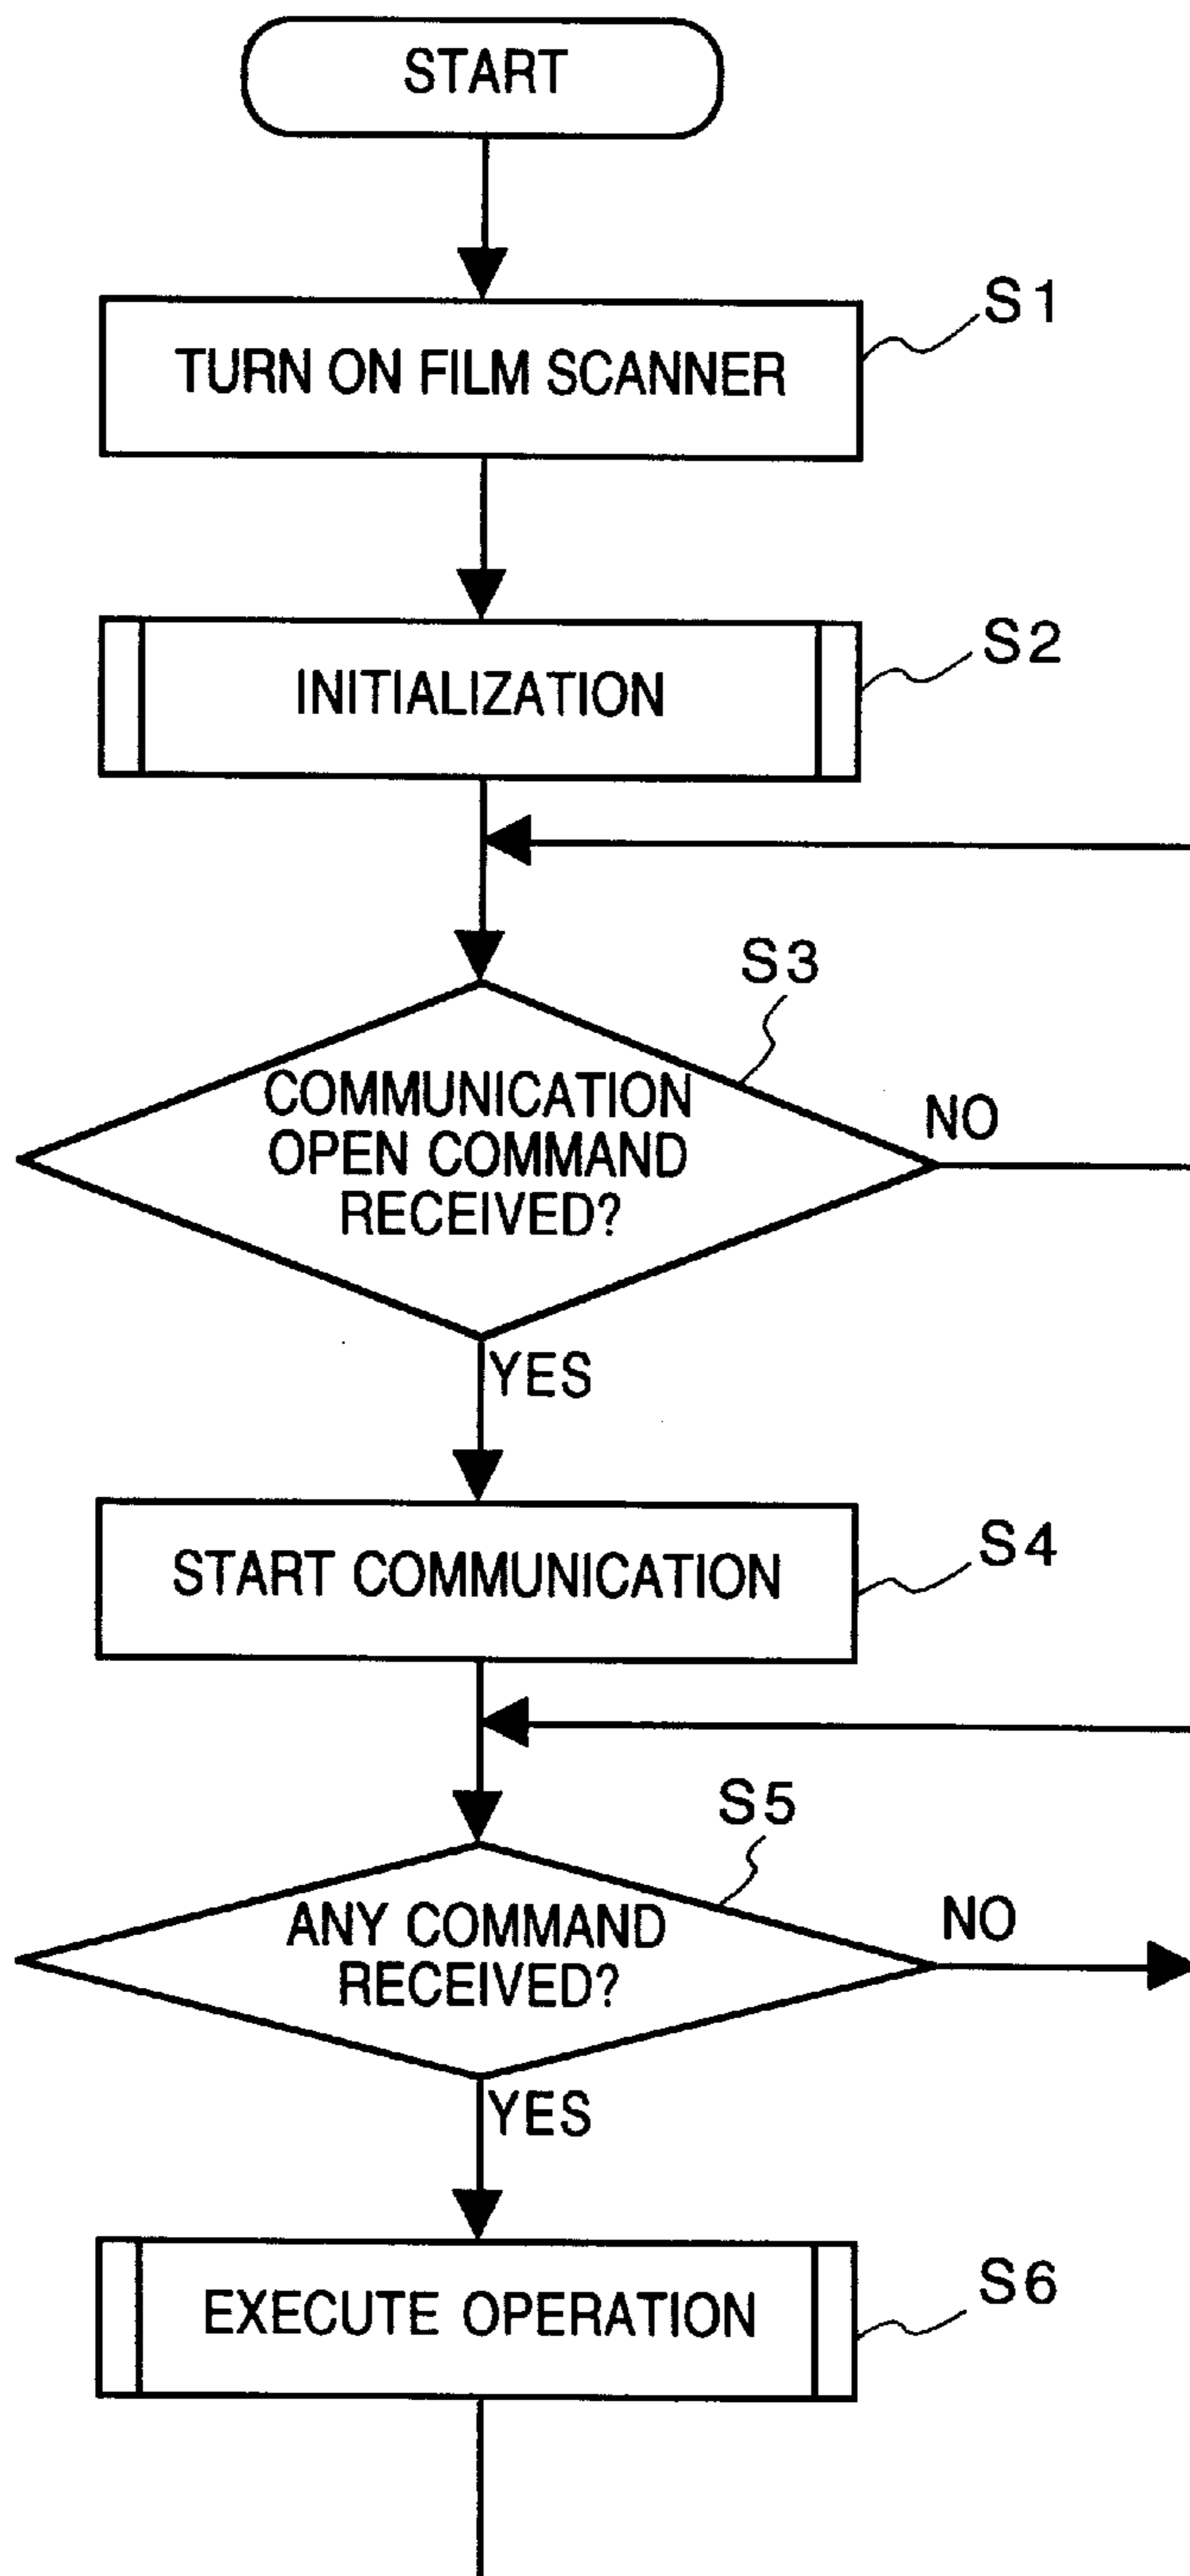 START
S1
TURN ON FILM SCANNER
S2
INITIALIZATION
S3
COMMUNICATION
OPEN COMMAND
RECEIVED?
NO
YES
S4
START COMMUNICATION
S5
ANY COMMAND
RECEIVED?
NO
YES
S6
EXECUTE OPERATION